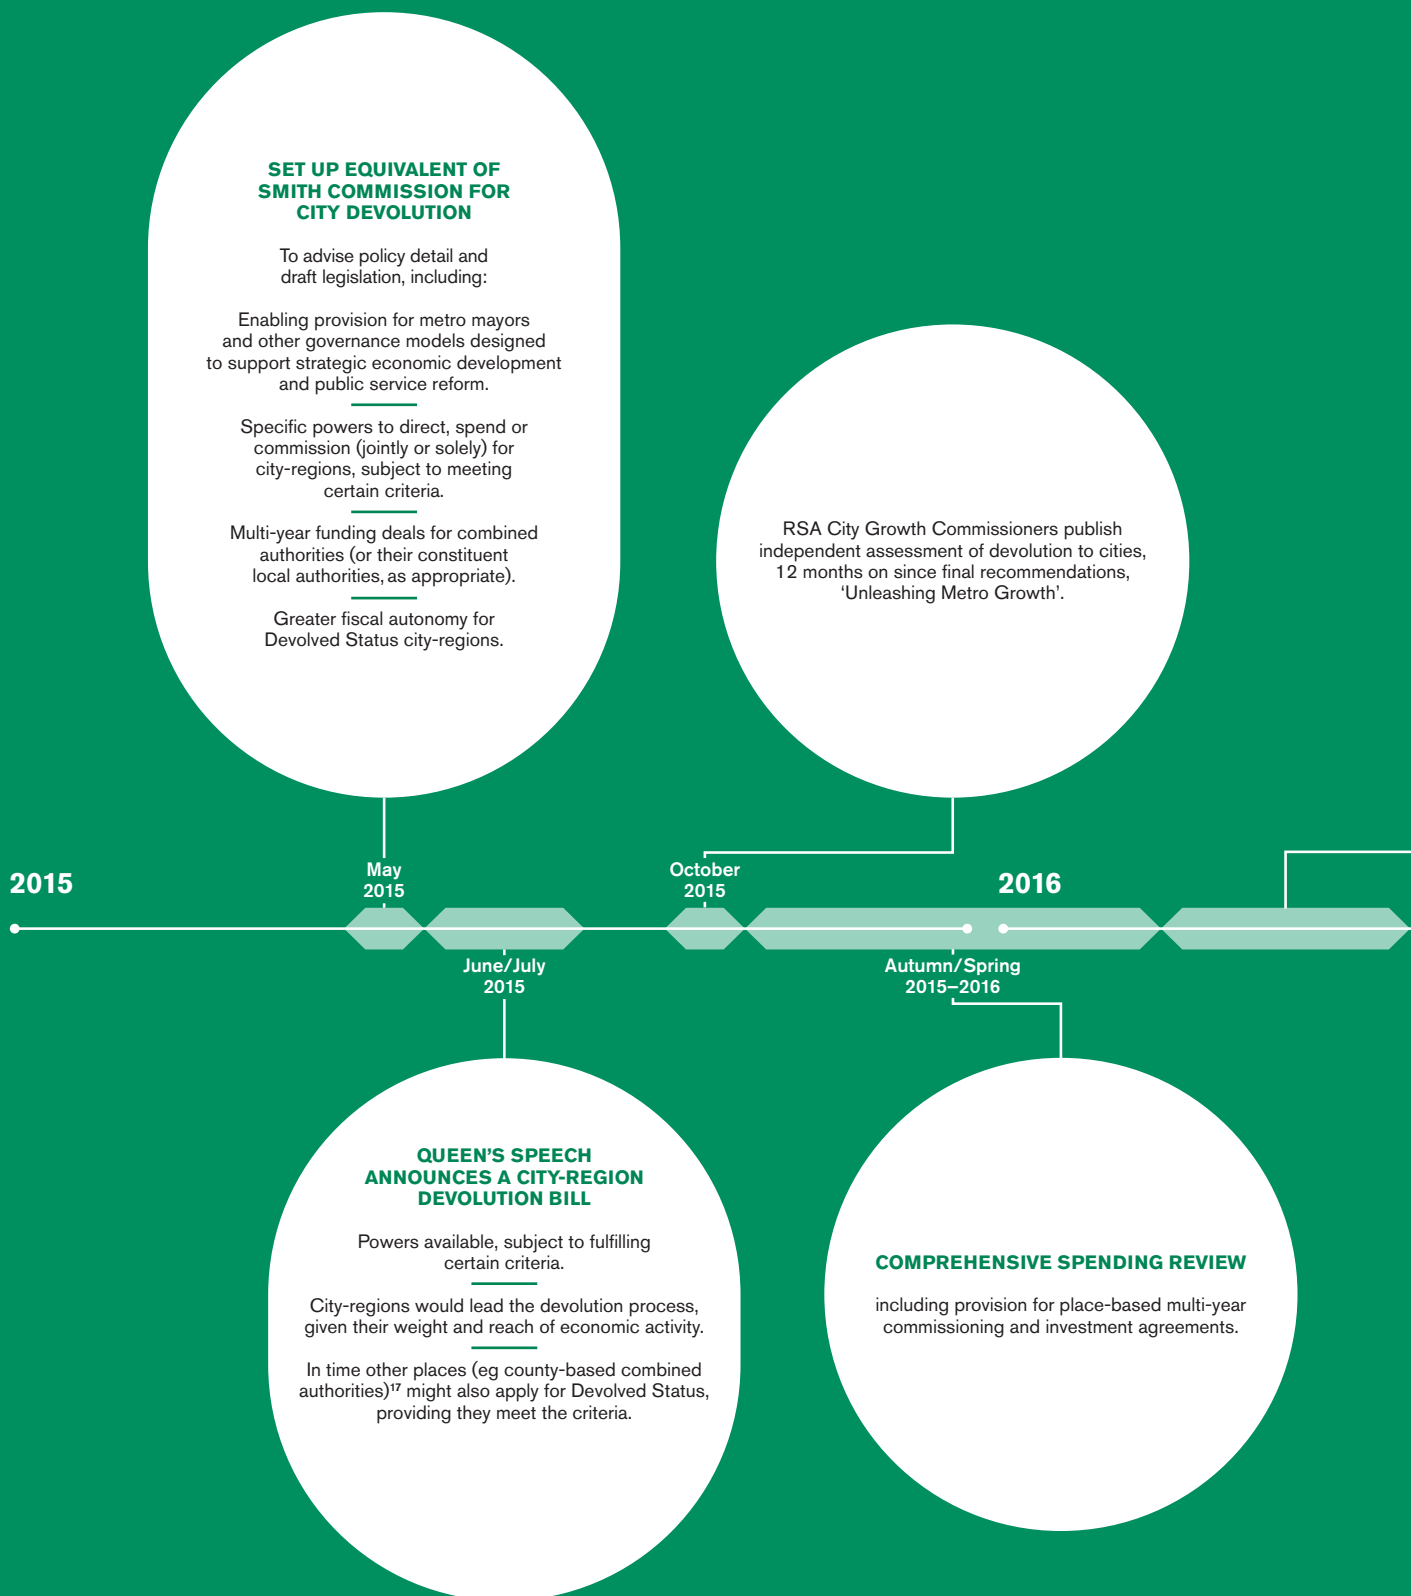 SET UP EQUIVALENT OF
SMITH COMMISSION FOR
CITY DEVOLUTION
To advise policy detail and
draft legislation, including:
Enabling provision for metro mayors
and other governance models designed
to support strategic economic development
and public service reform.
Specific powers to direct, spend or
commission (jointly or solely) for
city-regions, subject to meeting
certain criteria.
Multi-year funding deals for combined
authorities (or their constituent
local authorities, as appropriate).
Greater fiscal autonomy for
Devolved Status city-regions.
RSA City Growth Commissioners publish
independent assessment of devolution to cities,
12 months on since final recommendations,
‘Unleashing Metro Growth’.
2015
May
2015
October
2015
2016
June/July
2015
Autumn/Spring
2015–2016
QUEEN’S SPEECH
ANNOUNCES A CITY-REGION
DEVOLUTION BILL
Powers available, subject to fulfilling
certain criteria.
City-regions would lead the devolution process,
given their weight and reach of economic activity.
In time other places (eg county-based combined
authorities)¹⁷ might also apply for Devolved Status,
providing they meet the criteria.
COMPREHENSIVE SPENDING REVIEW
including provision for place-based multi-year
commissioning and investment agreements.